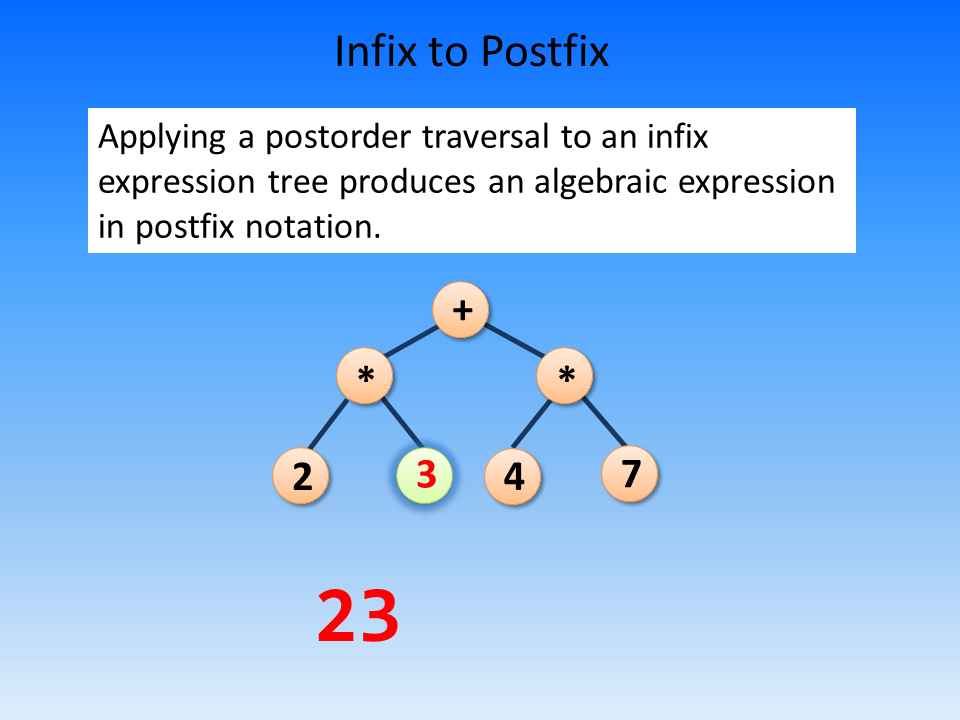 Infix to Postfix
Applying a postorder traversal to an infix
expression tree produces an algebraic expression
in postfix notation.
+
* *
2 3 4 7
23